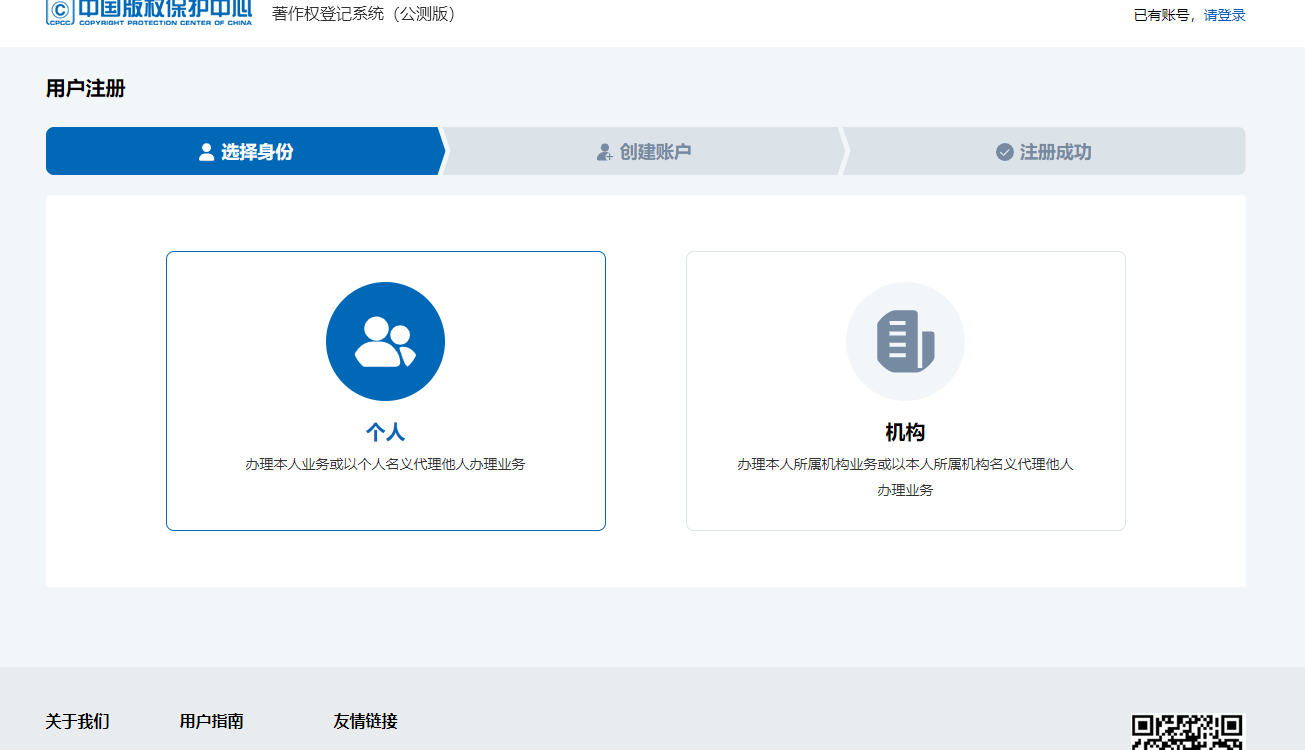 中国版权保护中心
CPCC COPYRIGHT PROTECTION CENTER OF CHINA
著作权登记系统（公测版）
已有账号，请登录
用户注册
选择身份
创建账户
注册成功
个人
办理本人业务或以个人名义代理他人办理业务
机构
办理本人所属机构业务或以本人所属机构名义代理他人
办理业务
关于我们
用户指南
友情链接